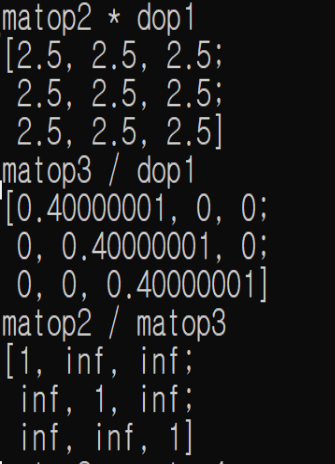 matop2 * dop1
[2.5, 2.5, 2.5;
 2.5, 2.5, 2.5;
 2.5, 2.5, 2.5]
matop3 / dop1
[0.40000001, 0, 0;
 0, 0.40000001, 0;
 0, 0, 0.40000001]
matop2 / matop3
[1, inf, inf;
 inf, 1, inf;
 inf, inf, 1]